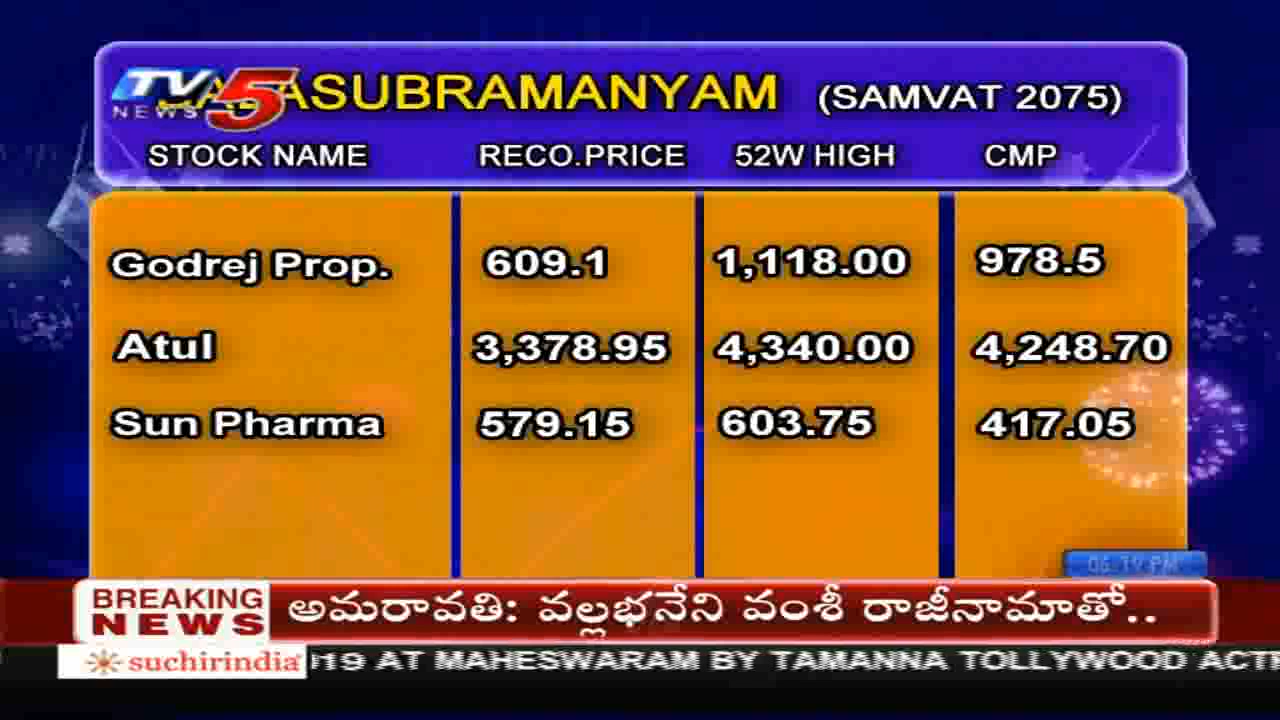 TV5 NEWS
ASUBRAMANYAM (SAMVAT 2075)
STOCK NAME RECO.PRICE 52W HIGH CMP
Godrej Prop. 609.1 1,118.00 978.5
Atul 3,378.95 4,340.00 4,248.70
Sun Pharma 579.15 603.75 417.05
BREAKING NEWS
అమరావతి: వల్లభనేని వంశీ రాజీనామాతో..
suchirindia
019 AT MAHESWARAM BY TAMANNA TOLLYWOOD ACT